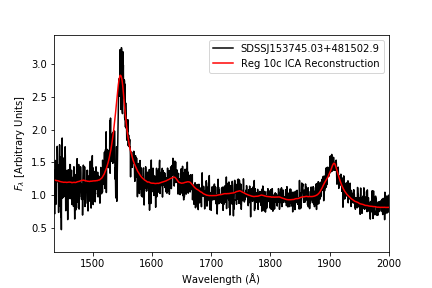 SDSSJ153745.03+481502.9
Reg 10c ICA Reconstruction
3.0
2.5
2.0
1.5
1.0
0.5
F_λ [Arbitrary Units]
1500 1600 1700 1800 1900 2000
Wavelength (Å)